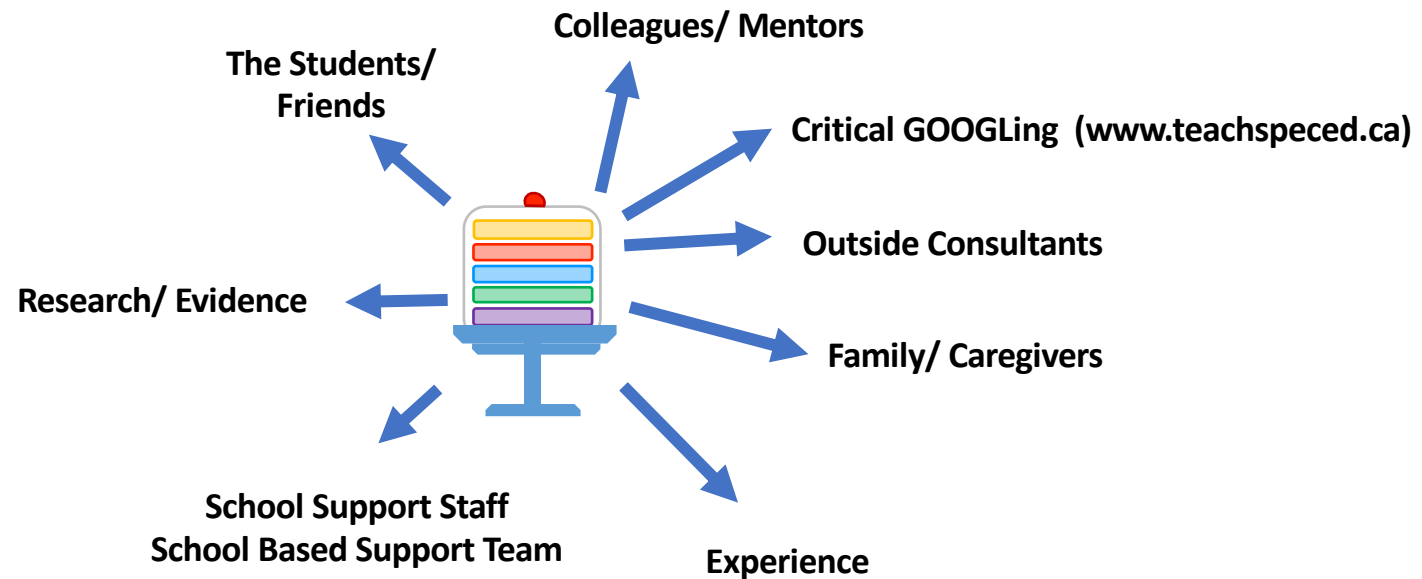 Colleagues/ Mentors
The Students/
Friends
Critical GOOGLing (www.teachspeced.ca)
Outside Consultants
Research/ Evidence
Family/ Caregivers
School Support Staff
School Based Support Team
Experience